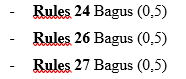 - Rules 24 Bagus (0,5)
- Rules 26 Bagus (0,5)
- Rules 27 Bagus (0,5)